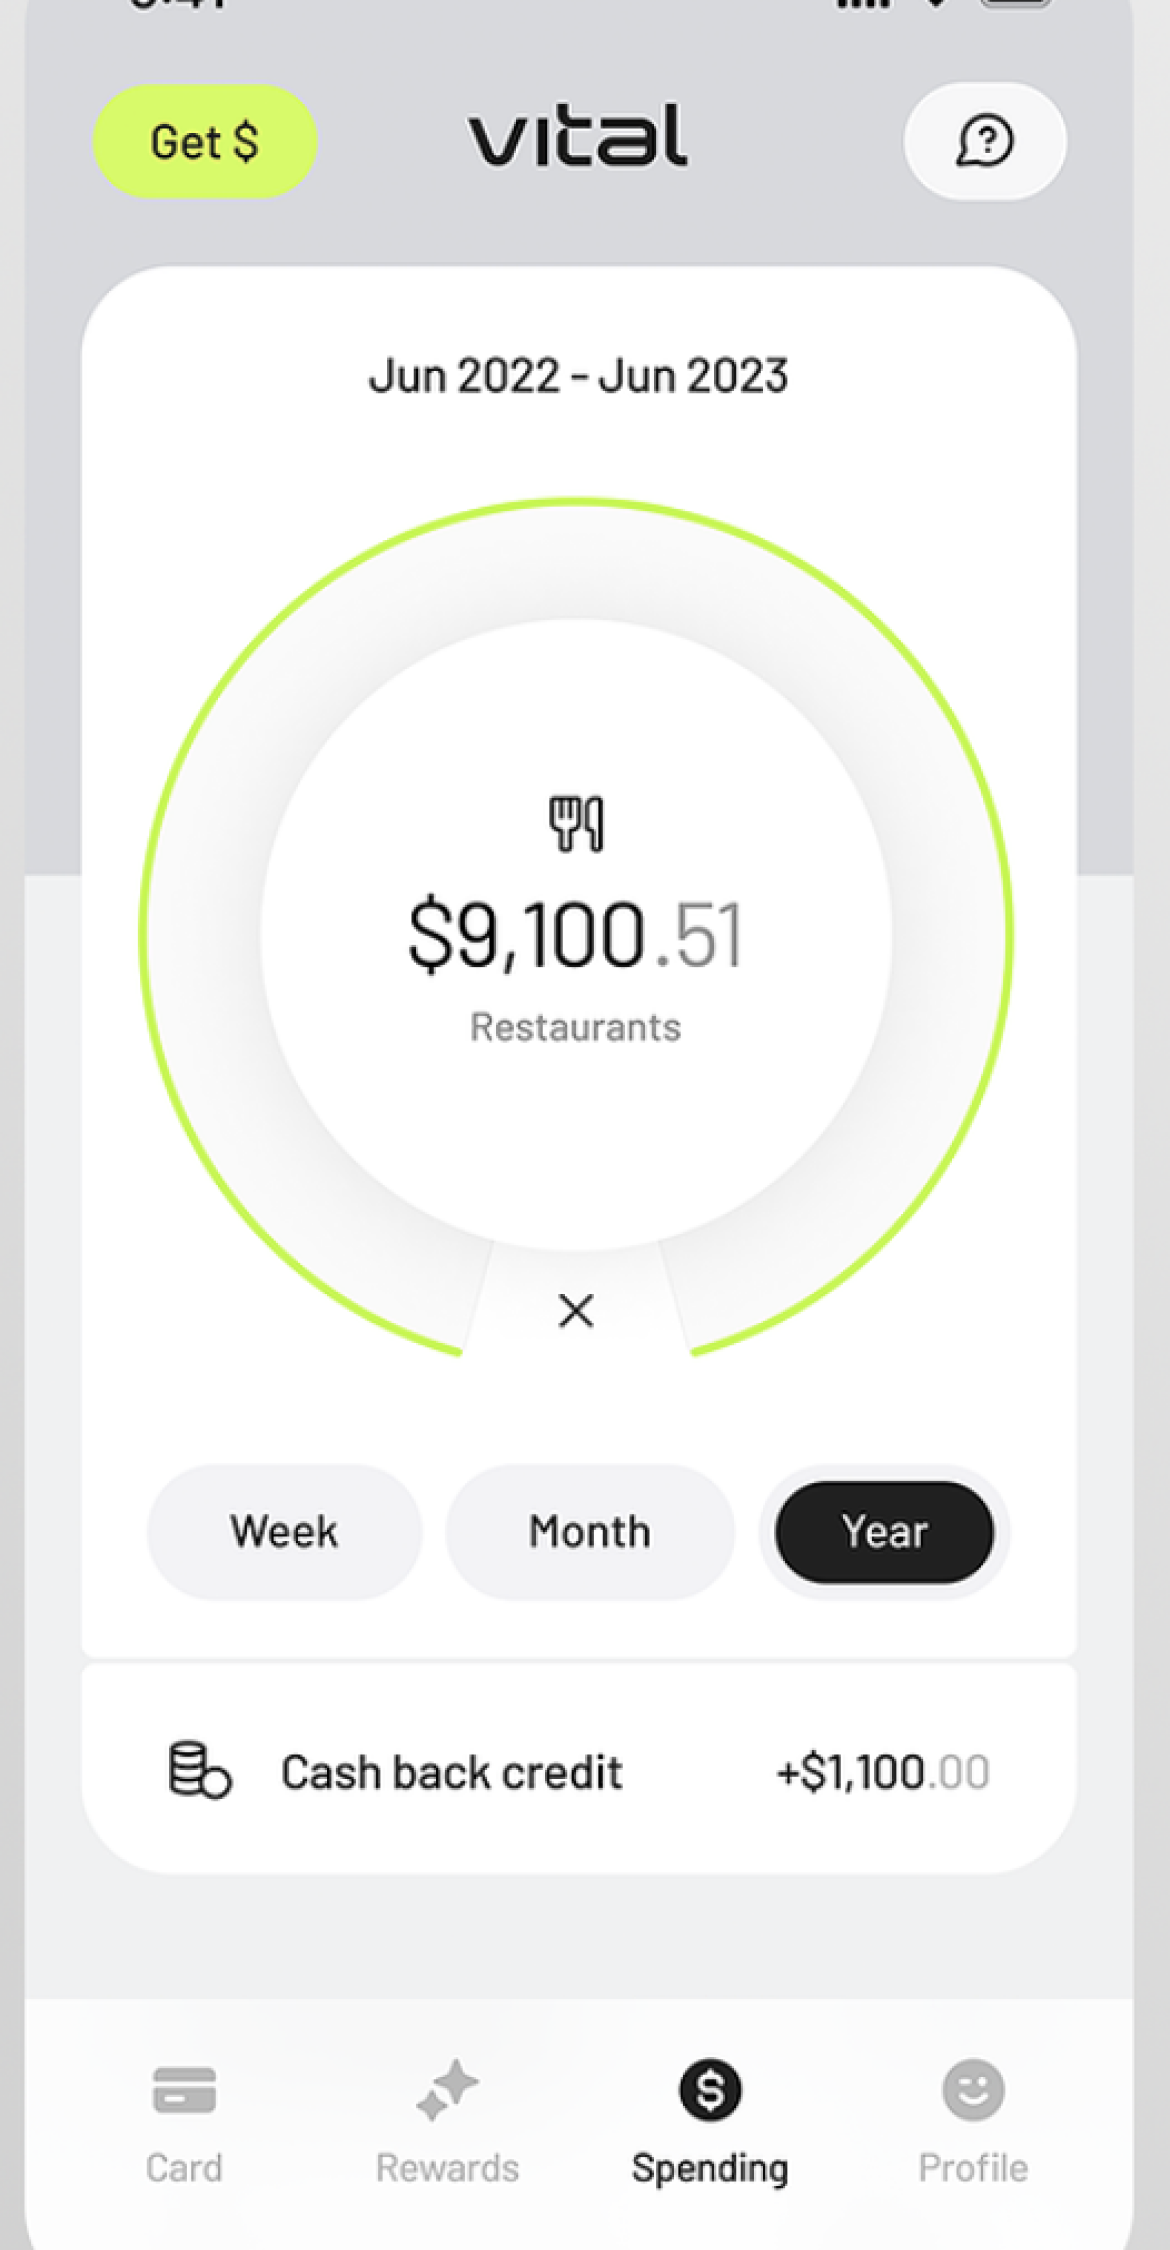 Get $
vital
Jun 2022 - Jun 2023
$9,100.51
Restaurants
Week
Month
Year
Cash back credit
+$1,100.00
Card
Rewards
Spending
Profile